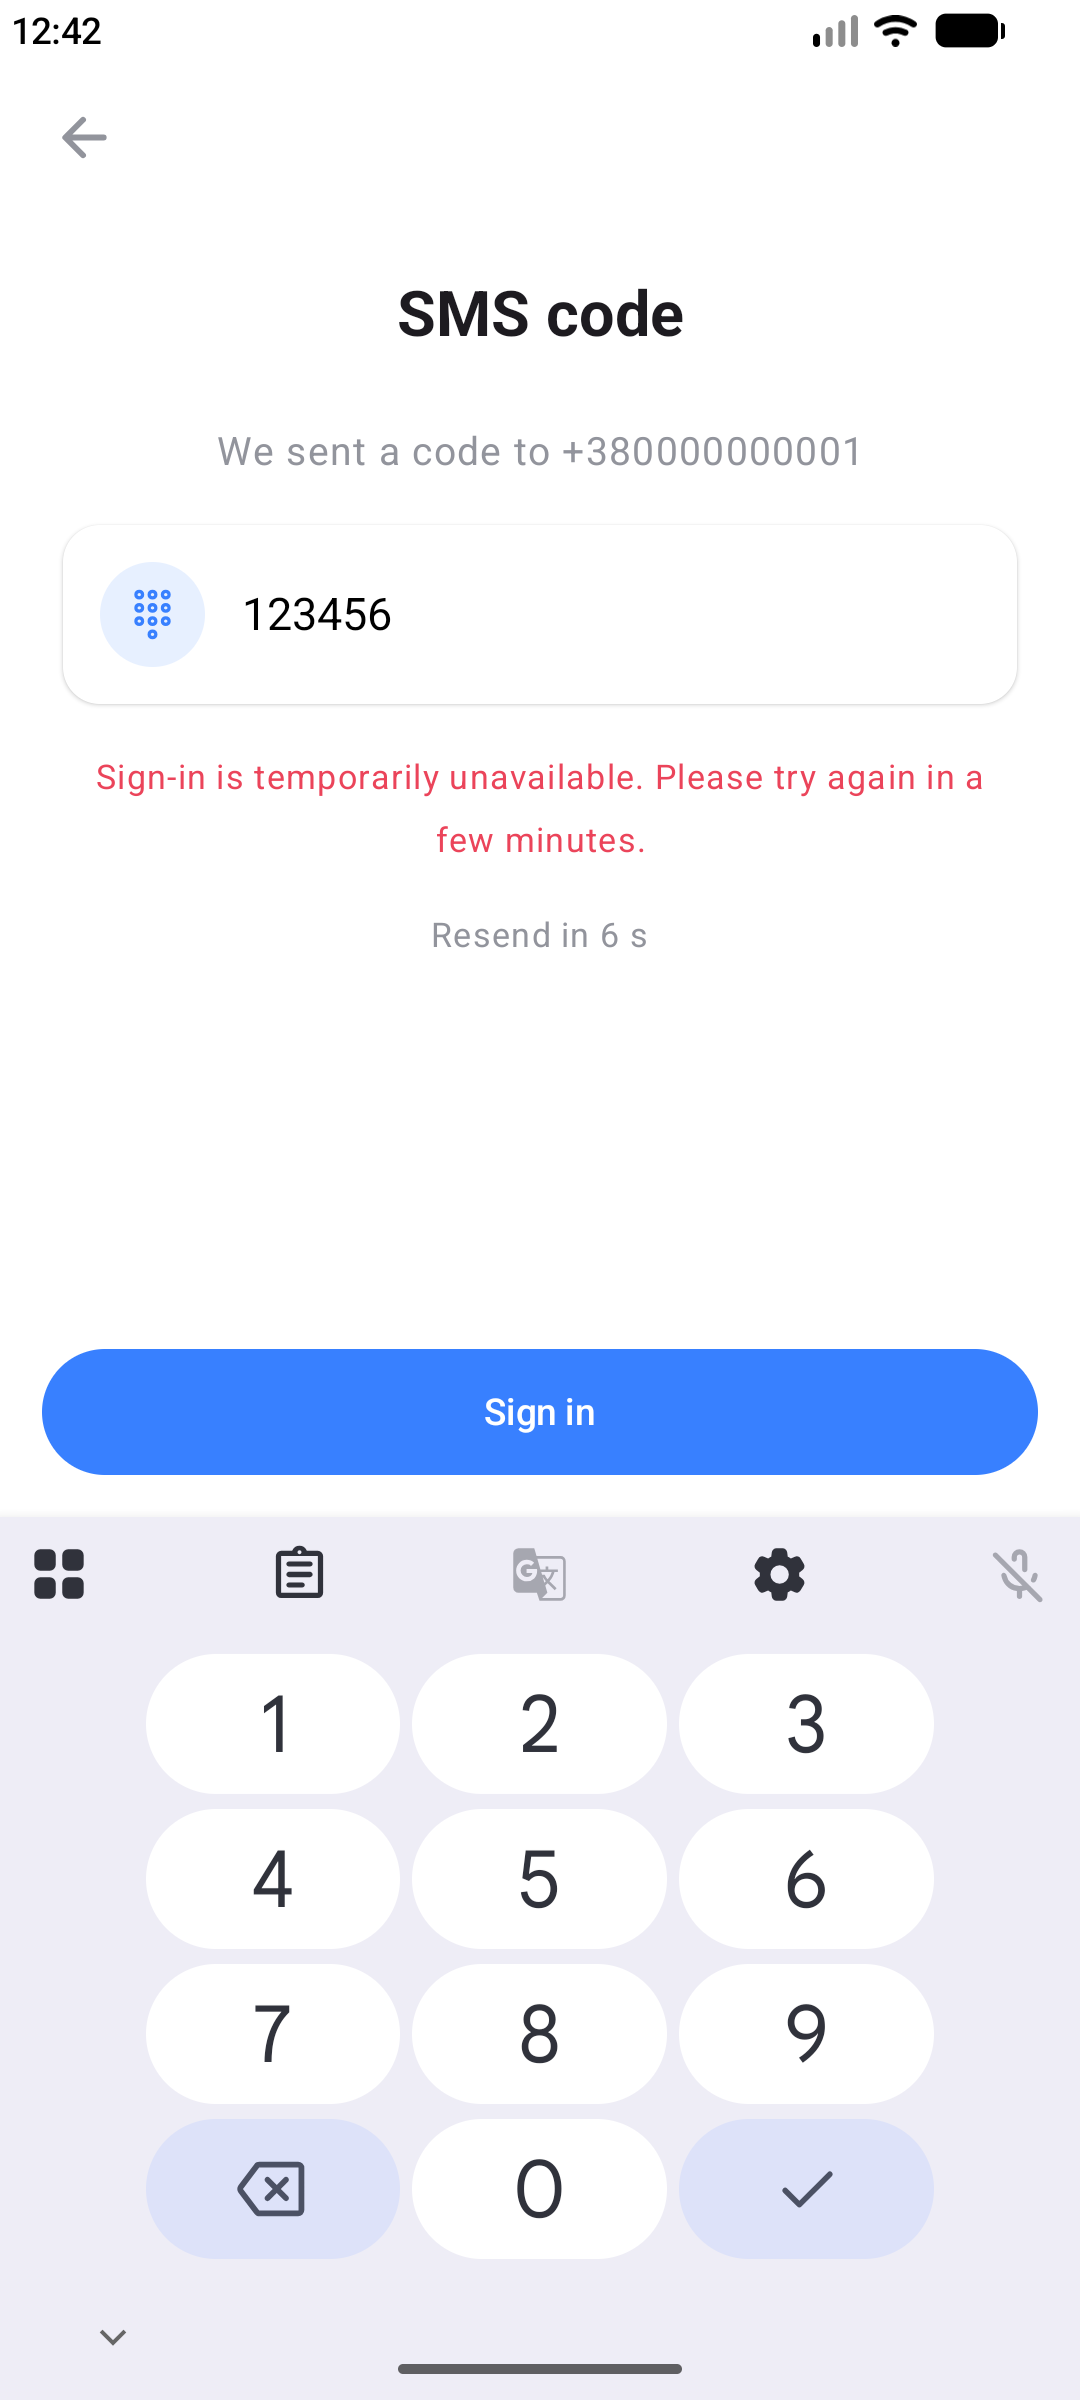 12:42
SMS code
We sent a code to +380000000001
123456
Sign-in is temporarily unavailable. Please try again in a
few minutes.
Resend in 6 s
Sign in
1 2 3
4 5 6
7 8 9
0